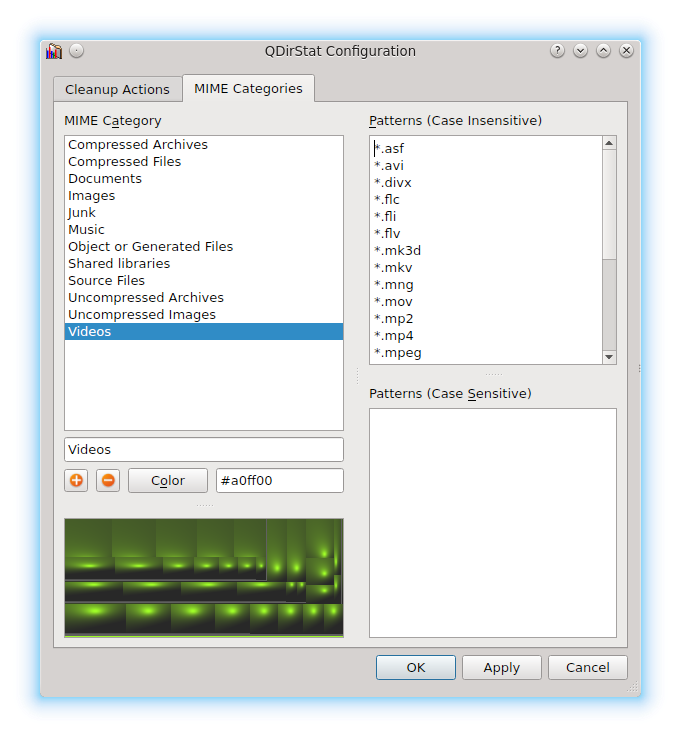 QDirStat Configuration
Cleanup Actions
MIME Categories
MIME Category
Compressed Archives
Compressed Files
Documents
Images
Junk
Music
Object or Generated Files
Shared libraries
Source Files
Uncompressed Archives
Uncompressed Images
Videos
Videos
Color
#a0ff00
Patterns (Case Insensitive)
*.asf
*.avi
*.divx
*.flc
*.fli
*.flv
*.mk3d
*.mkv
*.mng
*.mov
*.mp2
*.mp4
*.mpeg
Patterns (Case Sensitive)
OK
Apply
Cancel